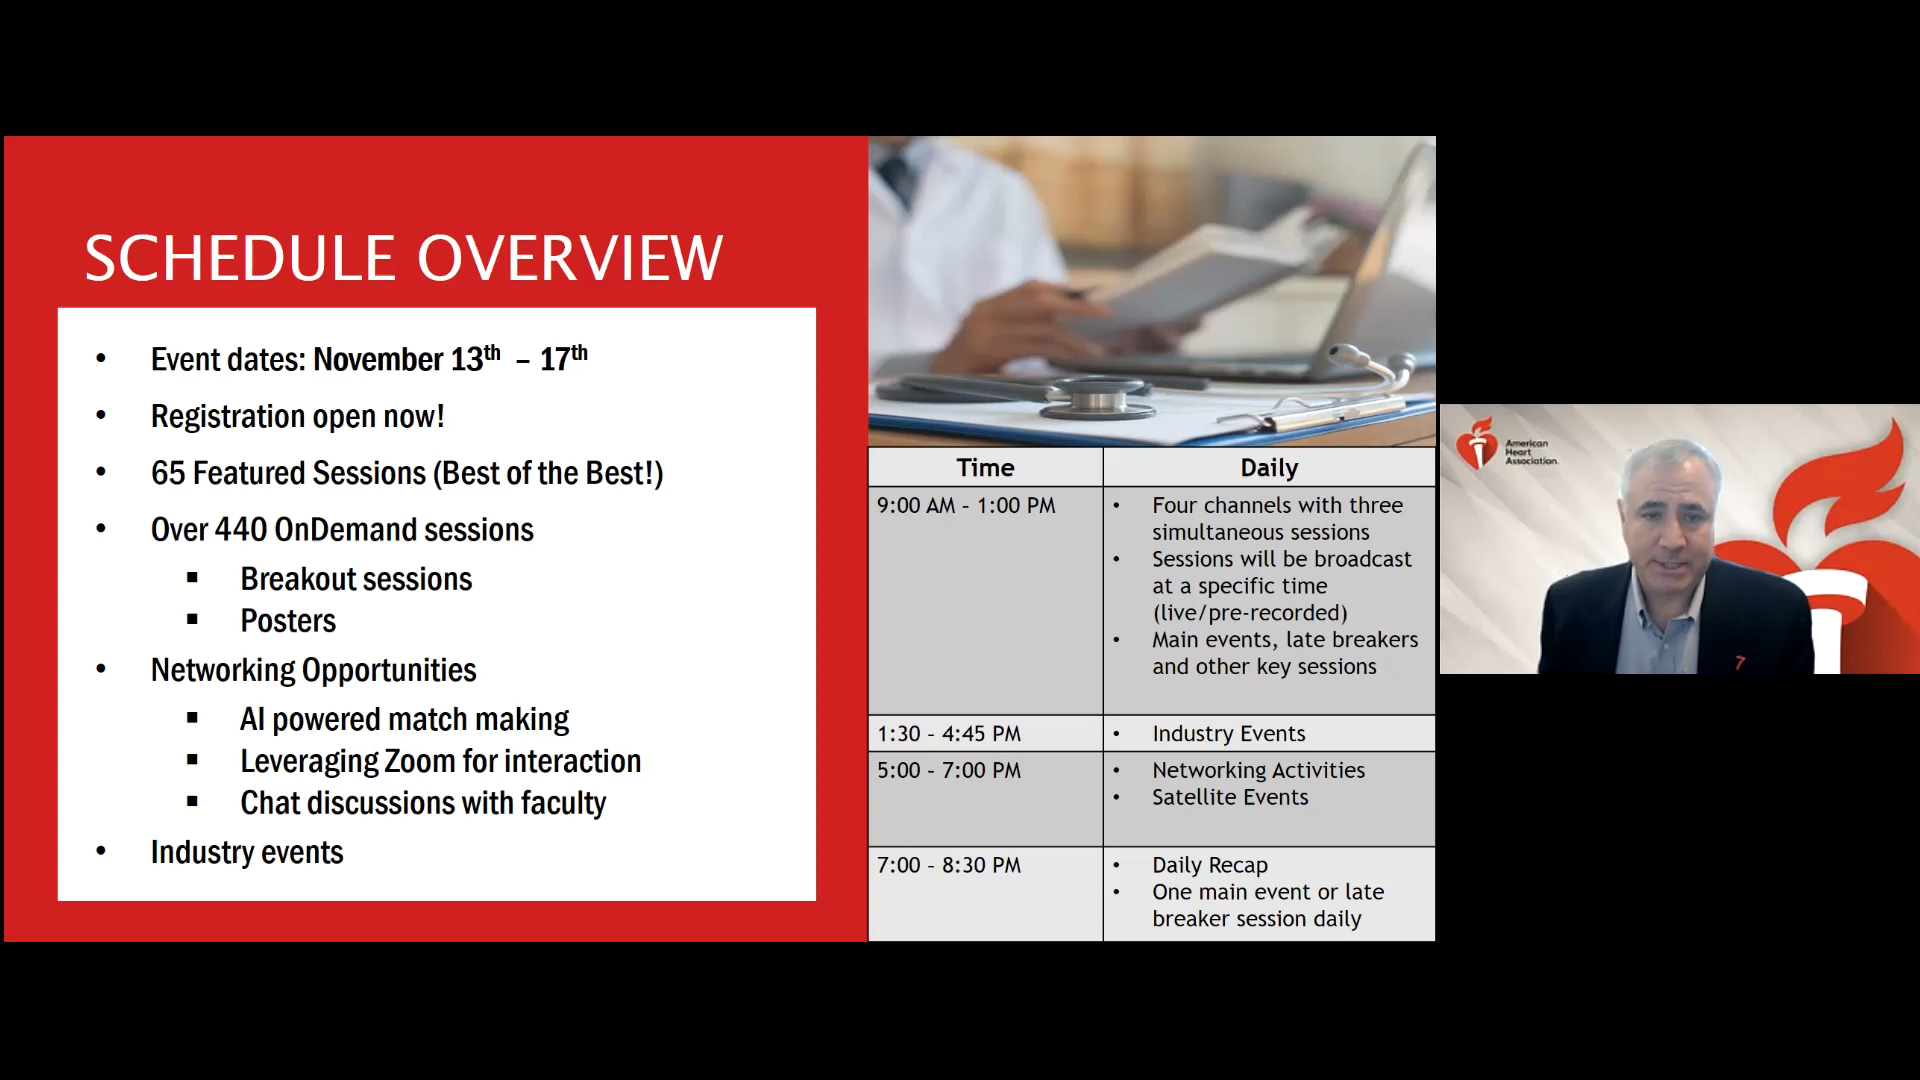 SCHEDULE OVERVIEW
• Event dates: November 13th – 17th
• Registration open now!
• 65 Featured Sessions (Best of the Best!)
• Over 440 OnDemand sessions
▪ Breakout sessions
▪ Posters
• Networking Opportunities
▪ AI powered match making
▪ Leveraging Zoom for interaction
▪ Chat discussions with faculty
• Industry events
Time Daily
9:00 AM – 1:00 PM
• Four channels with three
simultaneous sessions
• Sessions will be broadcast
at a specific time
(live/pre-recorded)
• Main events, late breakers
and other key sessions
1:30 – 4:45 PM • Industry Events
5:00 – 7:00 PM • Networking Activities
• Satellite Events
7:00 – 8:30 PM • Daily Recap
• One main event or late
breaker session daily
American
Heart
Association.